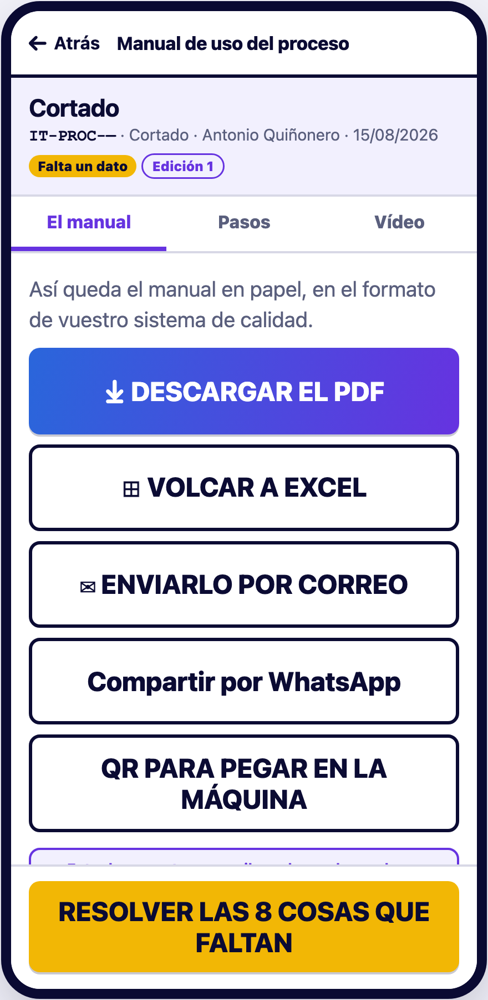 ← Atrás Manual de uso del proceso
Cortado
IT-PROC-— · Cortado · Antonio Quiñonero · 15/08/2026
Falta un dato Edición 1
El manual Pasos Vídeo
Así queda el manual en papel, en el formato
de vuestro sistema de calidad.
DESCARGAR EL PDF
⊞ VOLCAR A EXCEL
✉ ENVIARLO POR CORREO
Compartir por WhatsApp
QR PARA PEGAR EN LA
MÁQUINA
RESOLVER LAS 8 COSAS QUE
FALTAN